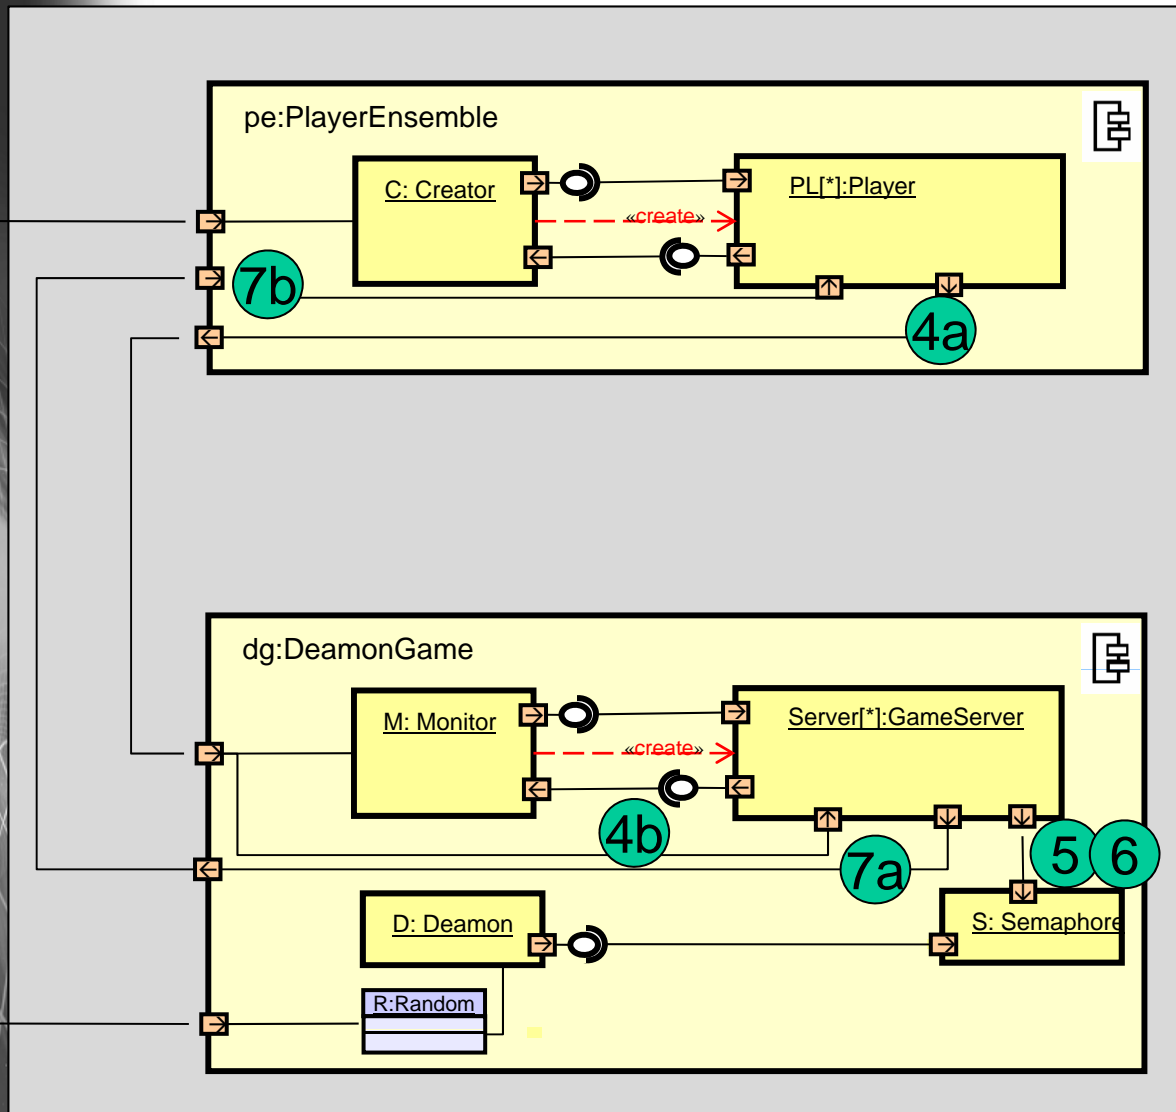 pe:PlayerEnsemble
C: Creator
PL[*]:Player
«create»
7b
4a
dg:DeamonGame
M: Monitor
Server[*]:GameServer
«create»
4b
7a
5
6
D: Deamon
S: Semaphore
R:Random